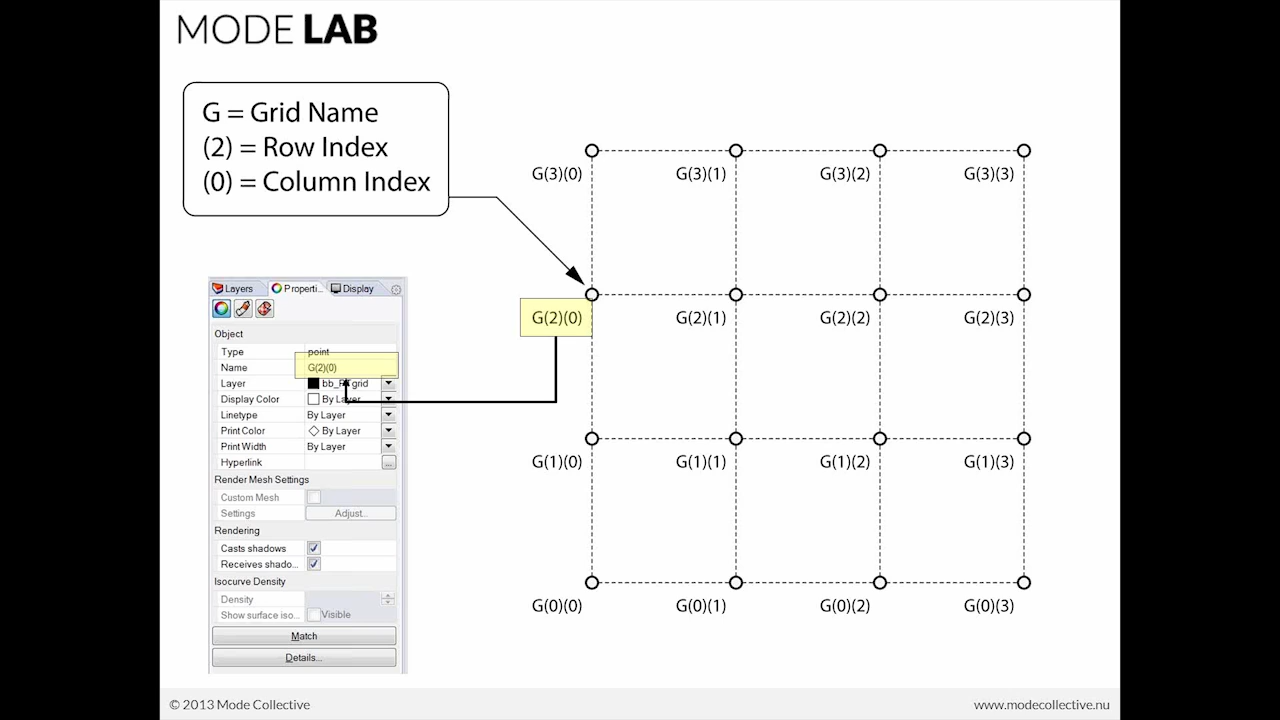 MODE LAB
G = Grid Name
(2) = Row Index
(0) = Column Index
G(3)(0) G(3)(1) G(3)(2) G(3)(3)
G(2)(0) G(2)(1) G(2)(2) G(2)(3)
G(1)(0) G(1)(1) G(1)(2) G(1)(3)
G(0)(0) G(0)(1) G(0)(2) G(0)(3)
Layers Properti... Display
Object
Type point
Name G(2)(0)
Layer grid
Display Color By Layer
Linetype By Layer
Print Color By Layer
Print Width By Layer
Hyperlink ...
Render Mesh Settings
Custom Mesh
Settings Adjust...
Rendering
Casts shadows
Receives shado...
Isocurve Density
Density
Show surface iso... Visible
Match
Details...
© 2013 Mode Collective
www.modecollective.nu